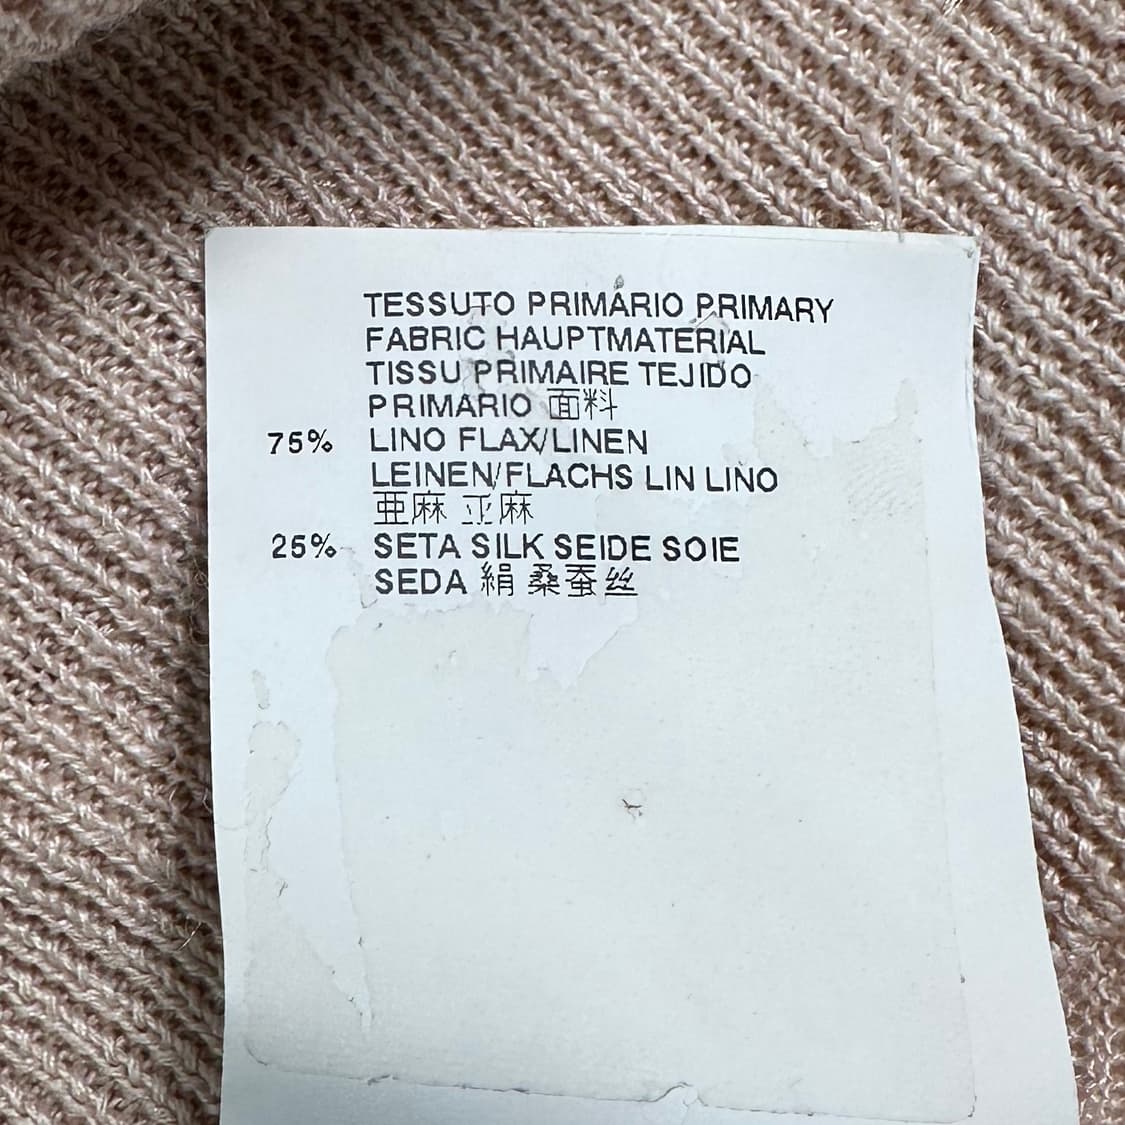 TESSUTO PRIMARIO PRIMARY
FABRIC HAUPTMATERIAL
TISSU PRIMAIRE TEJIDO
PRIMARIO 面料
75% LINO FLAX/LINEN
LEINEN/FLACHS LIN LINO
亜麻 亚麻
25% SETA SILK SEIDE SOIE
SEDA 絹 桑蚕丝